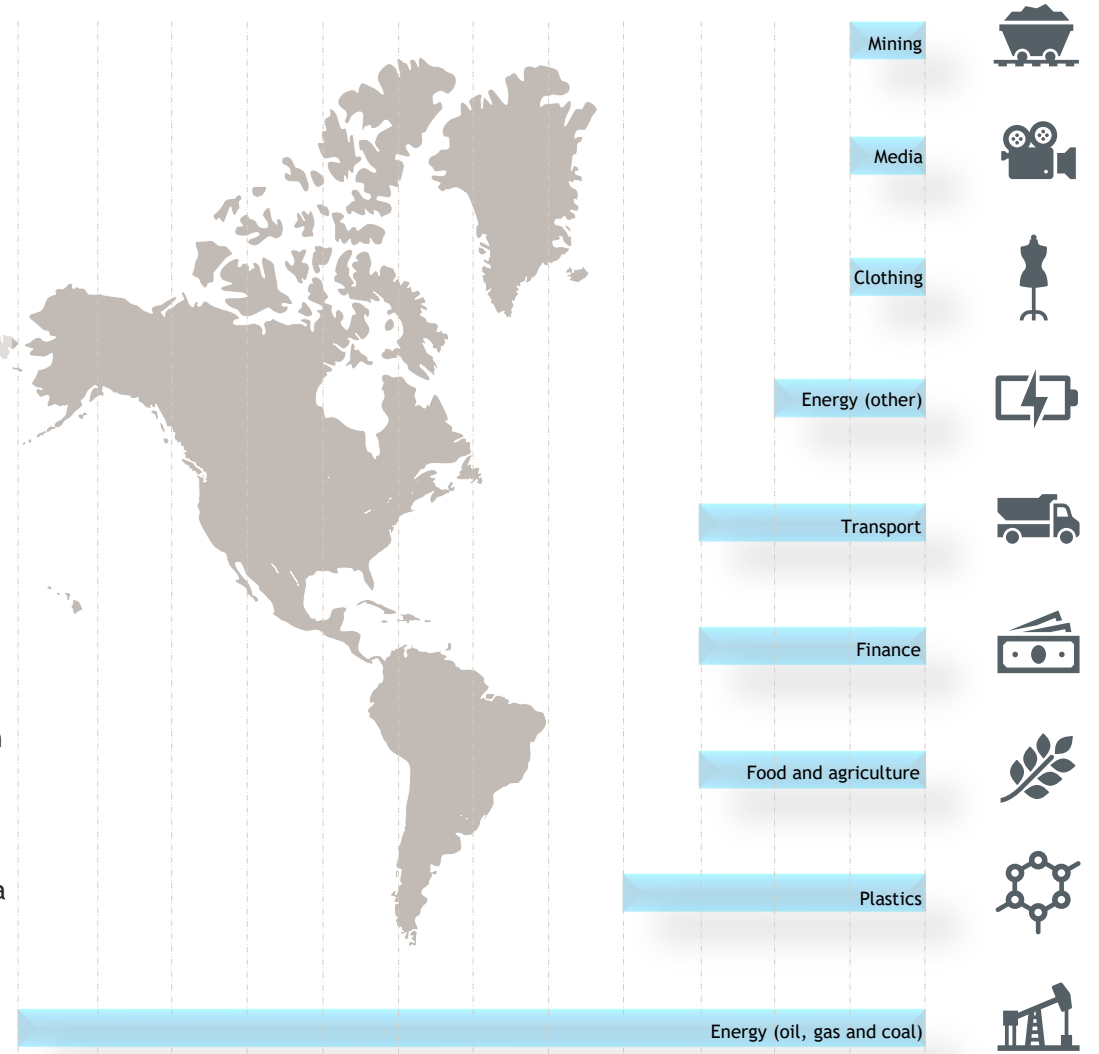 Mining
Media
Clothing
Energy (other)
Transport
Finance
Food and agriculture
Plastics
Energy (oil, gas and coal)